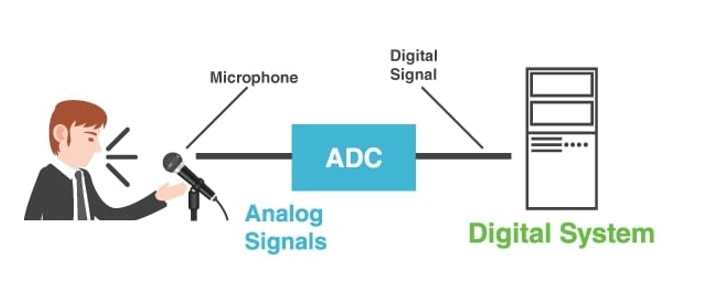 Microphone
Digital
Signal
ADC
Analog
Signals
Digital System